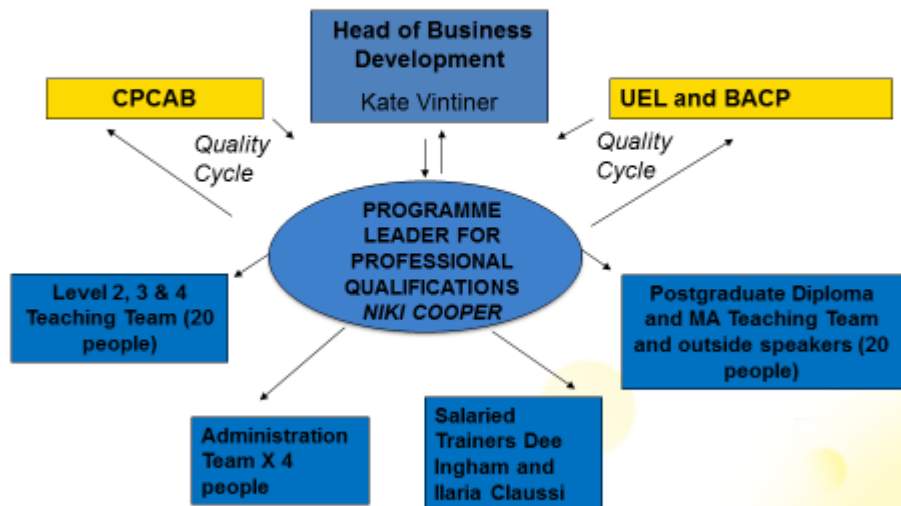 Head of Business
Development
Kate Vintiner
CPCAB
UEL and BACP
Quality
Cycle
Quality
Cycle
PROGRAMME
LEADER FOR
PROFESSIONAL
QUALIFICATIONS
NIKI COOPER
Level 2, 3 & 4
Teaching Team (20
people)
Postgraduate Diploma
and MA Teaching Team
and outside speakers (20
people)
Administration
Team X 4
people
Salaried
Trainers Dee
Ingham and
Ilaria Claussi